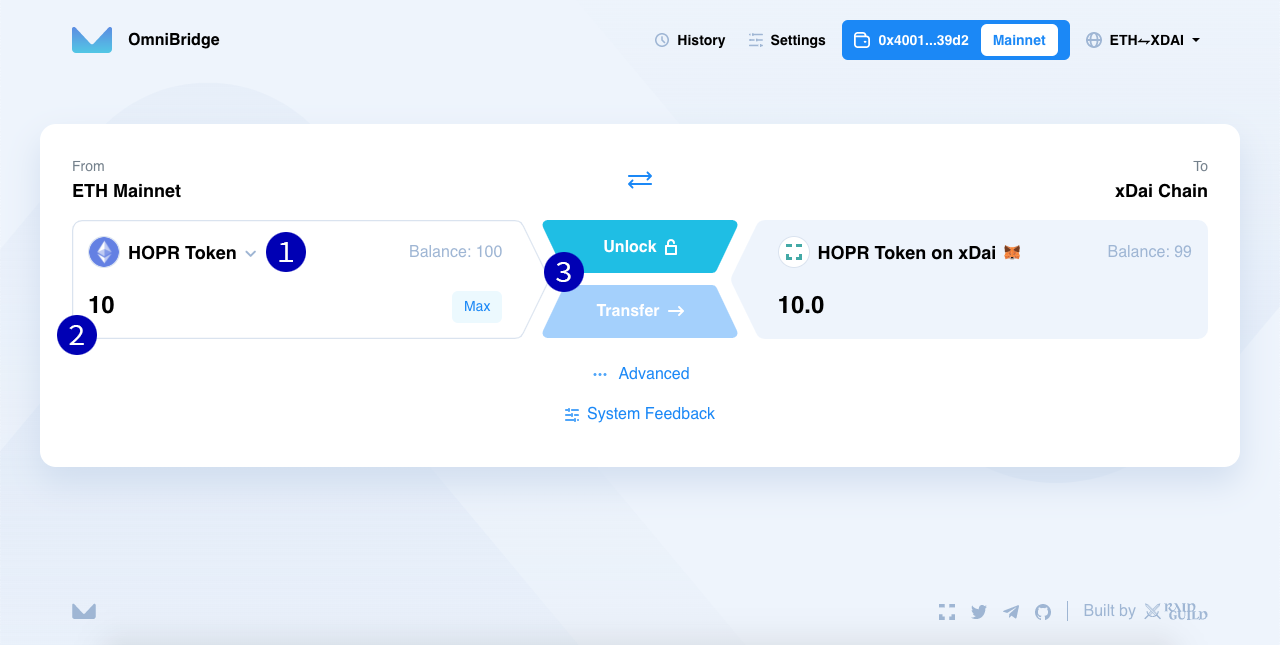 OmniBridge
History
Settings
0x4001...39d2
Mainnet
ETH⇋XDAI
From
To
ETH Mainnet
xDai Chain
HOPR Token
1
Balance: 100
Unlock
HOPR Token on xDai
Balance: 99
3
10
Max
Transfer →
10.0
2
Advanced
System Feedback
Built by
RAID
GUILD